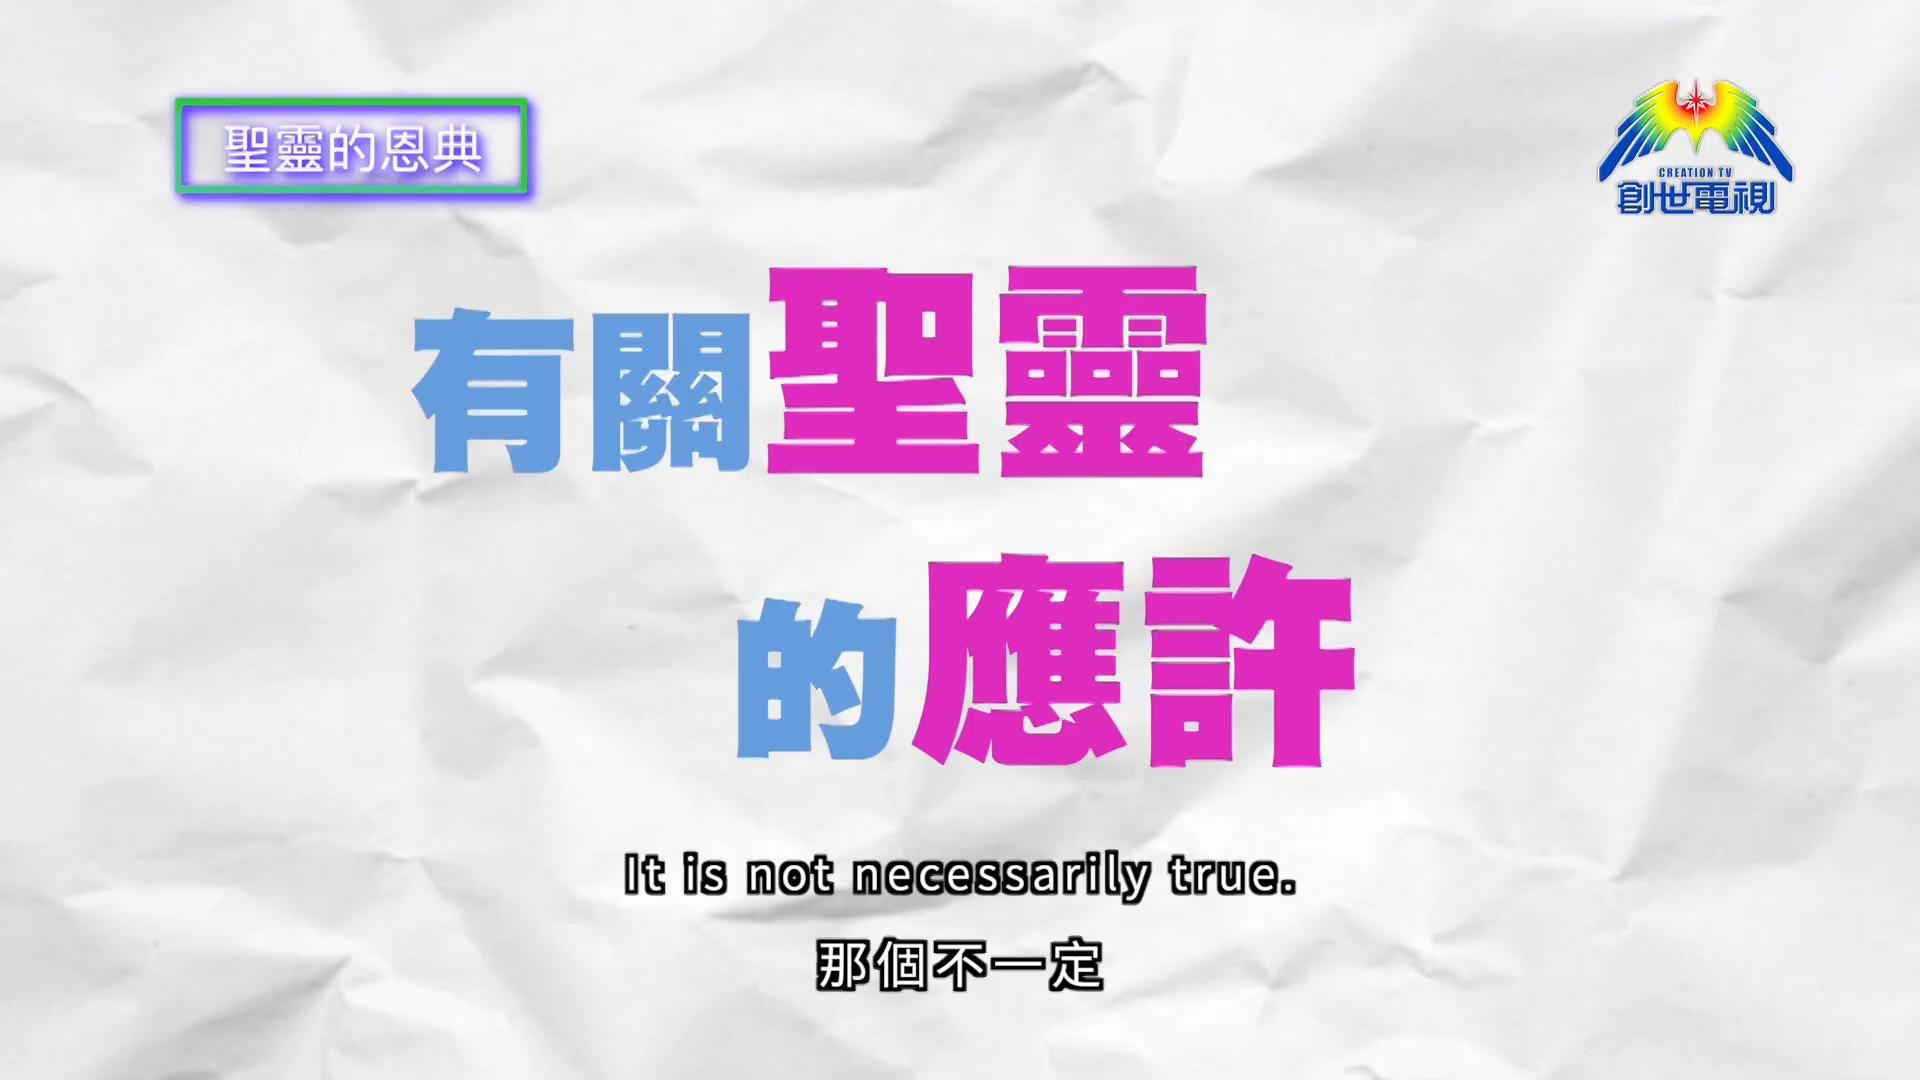 聖靈的恩典
CREATION TV
創世電視
有關聖靈
的應許
It is not necessarily true.
那個不一定